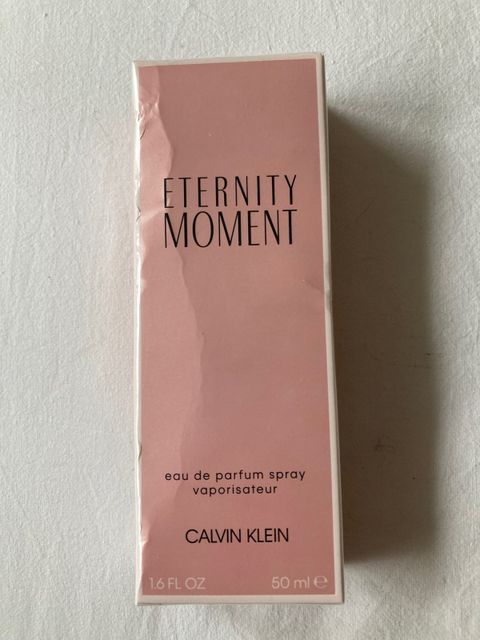 ETERNITY
MOMENT
eau de parfum spray
vaporisateur
CALVIN KLEIN
1.6 FL OZ 50 ml ℮